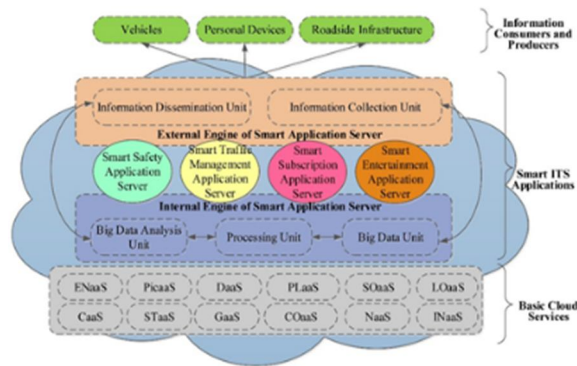 Vehicles
Personal Devices
Roadside Infrastructure
Information
Consumers and
Producers
Information Dissemination Unit
Information Collection Unit
External Engine of Smart Application Server
Smart Safety
Application
Server
Smart Traffic
Management
Application
Server
Smart
Subscription
Application
Server
Smart
Entertainment
Application
Server
Smart ITS
Applications
Internal Engine of Smart Application Server
Big Data Analysis
Unit
Processing Unit
Big Data Unit
ENaaS
PicaaS
DaaS
PLaaS
SOaaS
LOaaS
CaaS
STaaS
GaaS
COaaS
NaaS
INaaS
Basic Cloud
Services